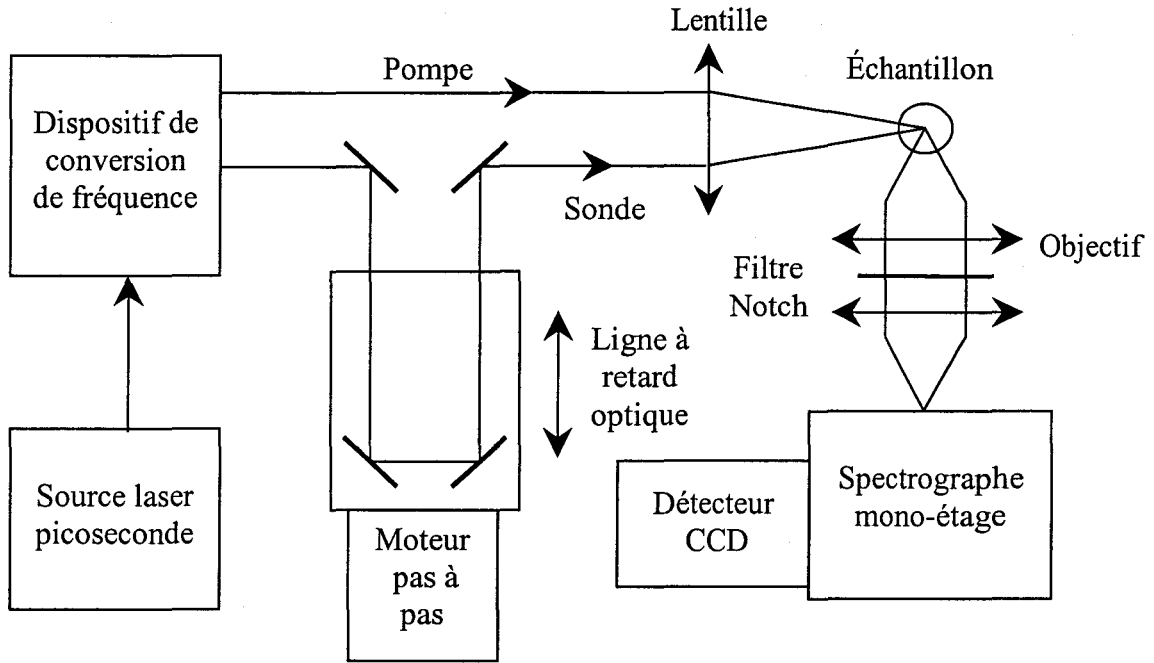 Lentille
Pompe
Échantillon
Dispositif de
conversion
de fréquence
Sonde
Objectif
Filtre
Notch
Ligne à
retard
optique
Source laser
picoseconde
Moteur
pas à
pas
Détecteur
CCD
Spectrographe
mono-étage